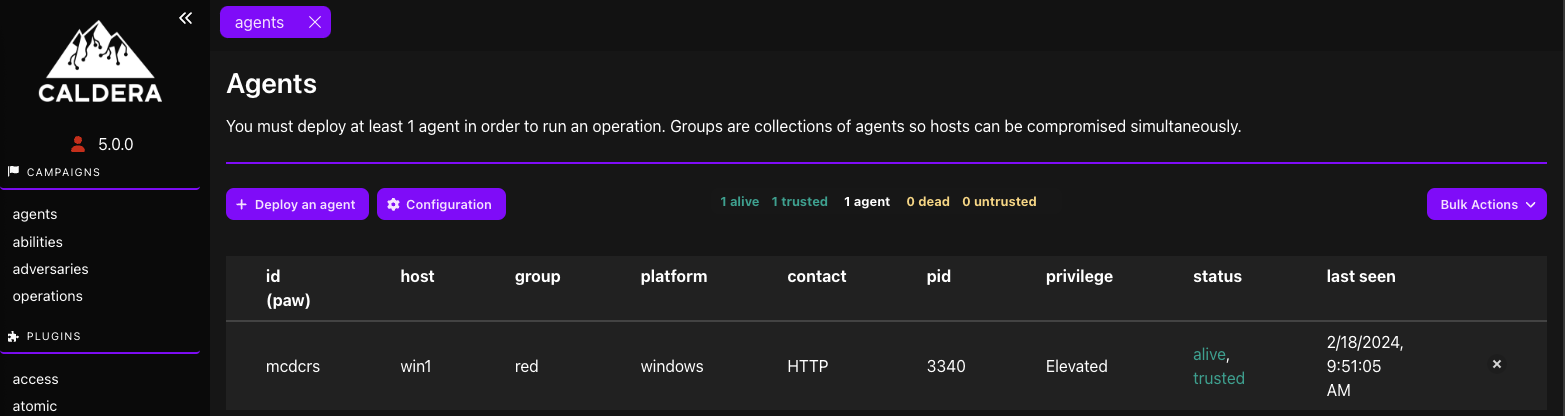 agents
CALDERA
5.0.0
CAMPAIGNS
agents
abilities
adversaries
operations
PLUGINS
access
atomic
Agents
You must deploy at least 1 agent in order to run an operation. Groups are collections of agents so hosts can be compromised simultaneously.
+ Deploy an agent Configuration 1 alive 1 trusted 1 agent 0 dead 0 untrusted Bulk Actions
id host group platform contact pid Privilege status last seen
(paw)
mcdcrs win1 red windows HTTP 3340 Elevated alive, trusted 2/18/2024, 9:51:05 AM